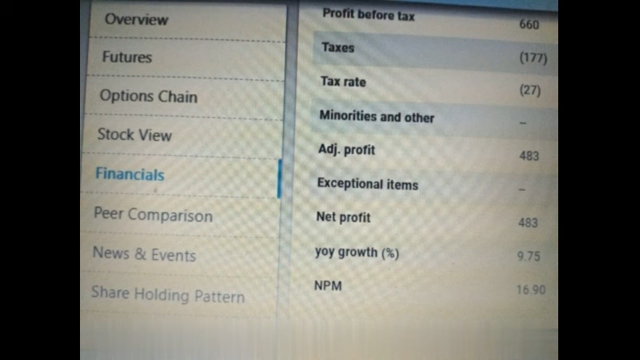 Overview
Futures
Options Chain
Stock View
Financials
Peer Comparison
News & Events
Share Holding Pattern
Profit before tax 660
Taxes (177)
Tax rate (27)
Minorities and other –
Adj. profit 483
Exceptional items –
Net profit 483
yoy growth (%) 9.75
NPM 16.90